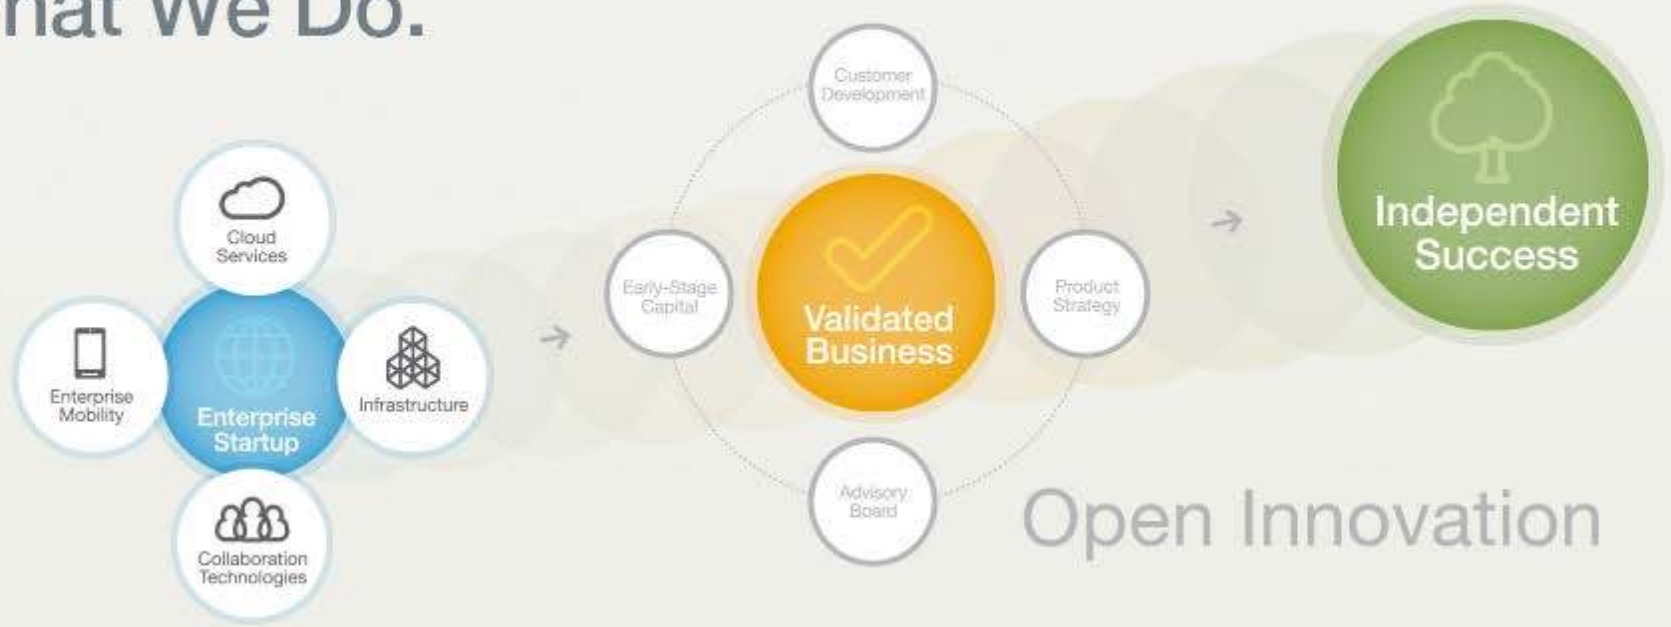 hat We Do.
Cloud
Services
Enterprise
Mobility
Enterprise
Startup
Infrastructure
Collaboration
Technologies
Customer
Development
Early-Stage
Capital
Validated
Business
Product
Strategy
Advisory
Board
Independent
Success
Open Innovation